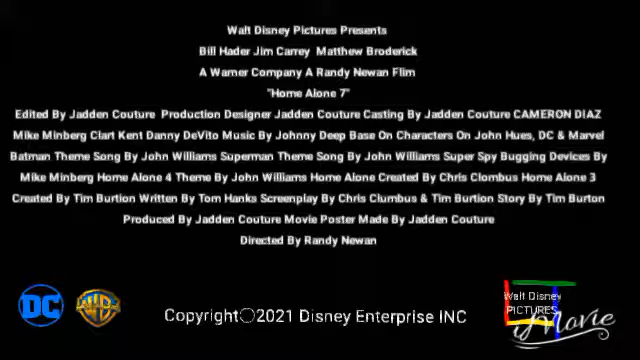 Walt Disney Pictures Presents
Bill Hader Jim Carrey Matthew Broderick
A Warner Company A Randy Newan Flim
"Home Alone 7"
Edited By Jadden Couture Production Designer Jadden Couture Casting By Jadden Couture CAMERON DIAZ
Mike Minberg Clart Kent Danny DeVito Music By Johnny Deep Base On Characters On John Hues, DC & Marvel
Batman Theme Song By John Williams Superman Theme Song By John Williams Super Spy Bugging Devices By
Mike Minberg Home Alone 4 Theme By John Williams Home Alone Created By Chris Clombus Home Alone 3
Created By Tim Burtion Written By Tom Hanks Screenplay By Chris Clumbus & Tim Burtion Story By Tim Burton
Produced By Jadden Couture Movie Poster Made By Jadden Couture
Directed By Randy Newan
DC
WB
Copyright©2021 Disney Enterprise INC
Walt Disney
PICTURES
iMovie